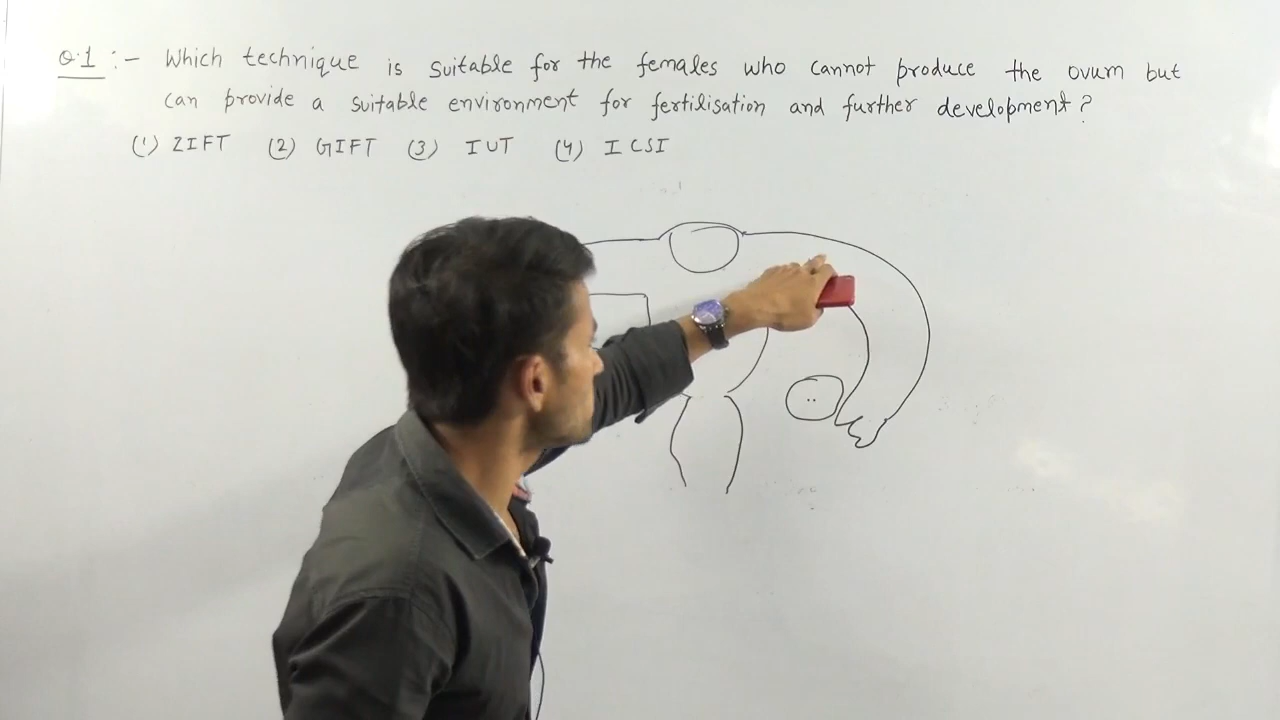 Q.1 :- Which technique is suitable for the females who cannot produce the ovum but
can provide a suitable environment for fertilisation and further development?
(1) ZIFT (2) GIFT (3) IUT (4) ICSI